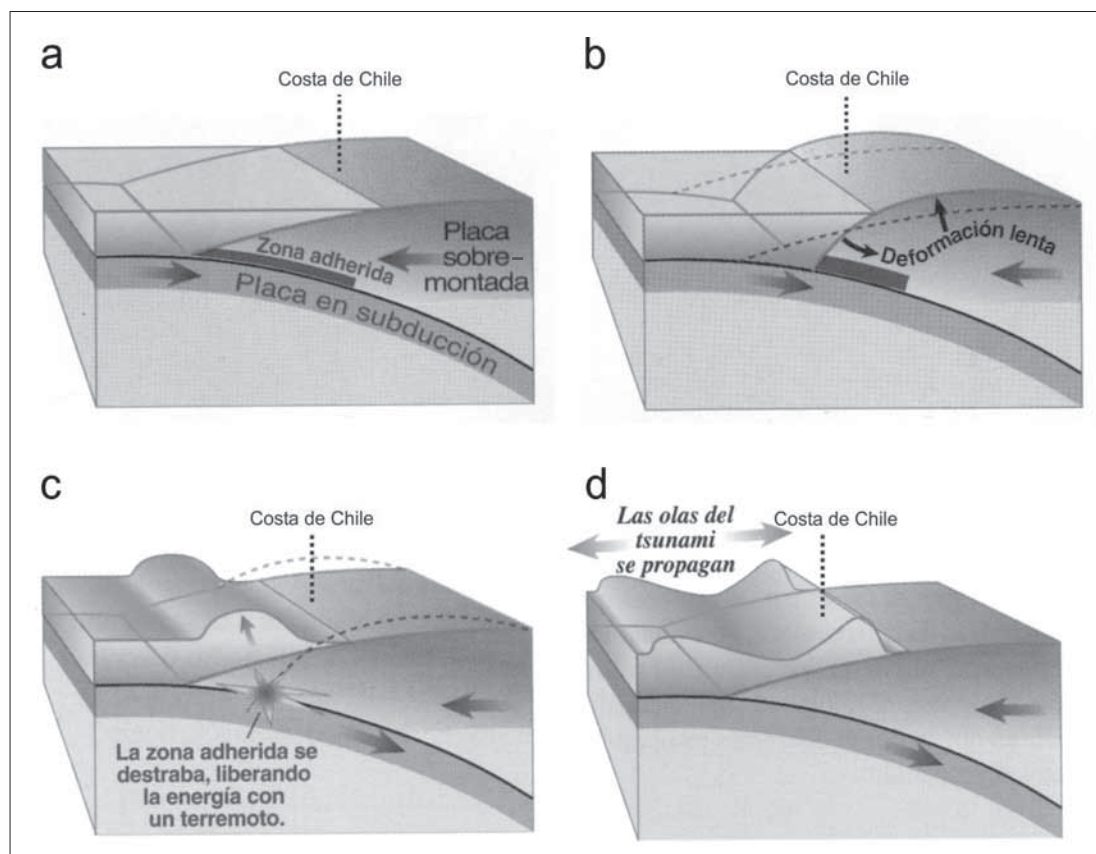 a
Costa de Chile
Zona adherida
Placa
sobre-
montada
Placa en subducción
b
Costa de Chile
Deformación lenta
c
Costa de Chile
La zona adherida se
destraba, liberando
la energía con
un terremoto.
d
Las olas del
tsunami
se propagan
Costa de Chile